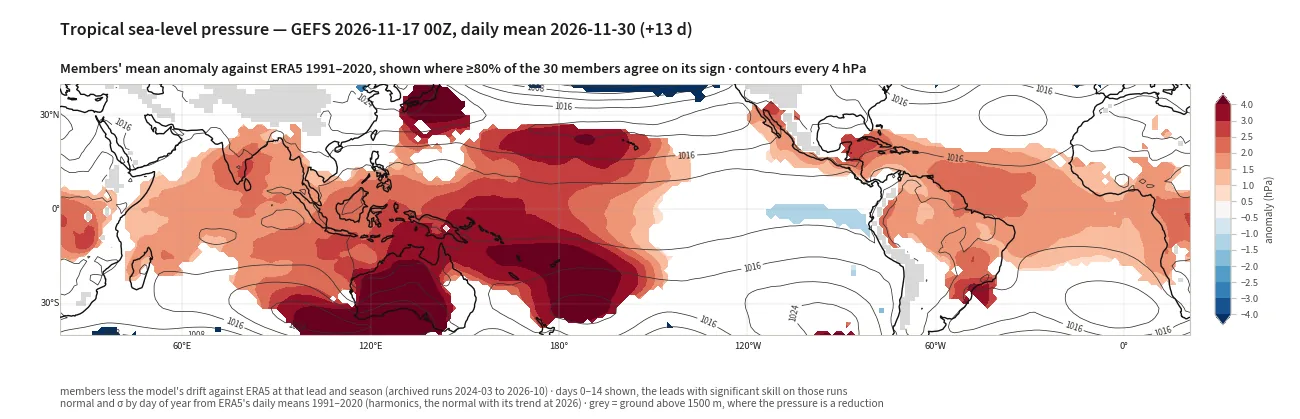 Tropical sea-level pressure — GEFS 2026-11-17 00Z, daily mean 2026-11-30 (+13 d)
Members' mean anomaly against ERA5 1991–2020, shown where ≥80% of the 30 members agree on its sign · contours every 4 hPa
1008
1016
1016
1016
1016
1016
1016
1016
1016
1016
1016
1024
1016
1016
1008
30°N
0°
30°S
60°E
120°E
180°
120°W
60°W
0°
4.0
3.0
2.5
2.0
1.5
1.0
0.5
−0.5
−1.0
−1.5
−2.0
−2.5
−3.0
−4.0
anomaly (hPa)
members less the model's drift against ERA5 at that lead and season (archived runs 2024-03 to 2026-10) · days 0–14 shown, the leads with significant skill on those runs
normal and σ by day of year from ERA5's daily means 1991–2020 (harmonics, the normal with its trend at 2026) · grey = ground above 1500 m, where the pressure is a reduction